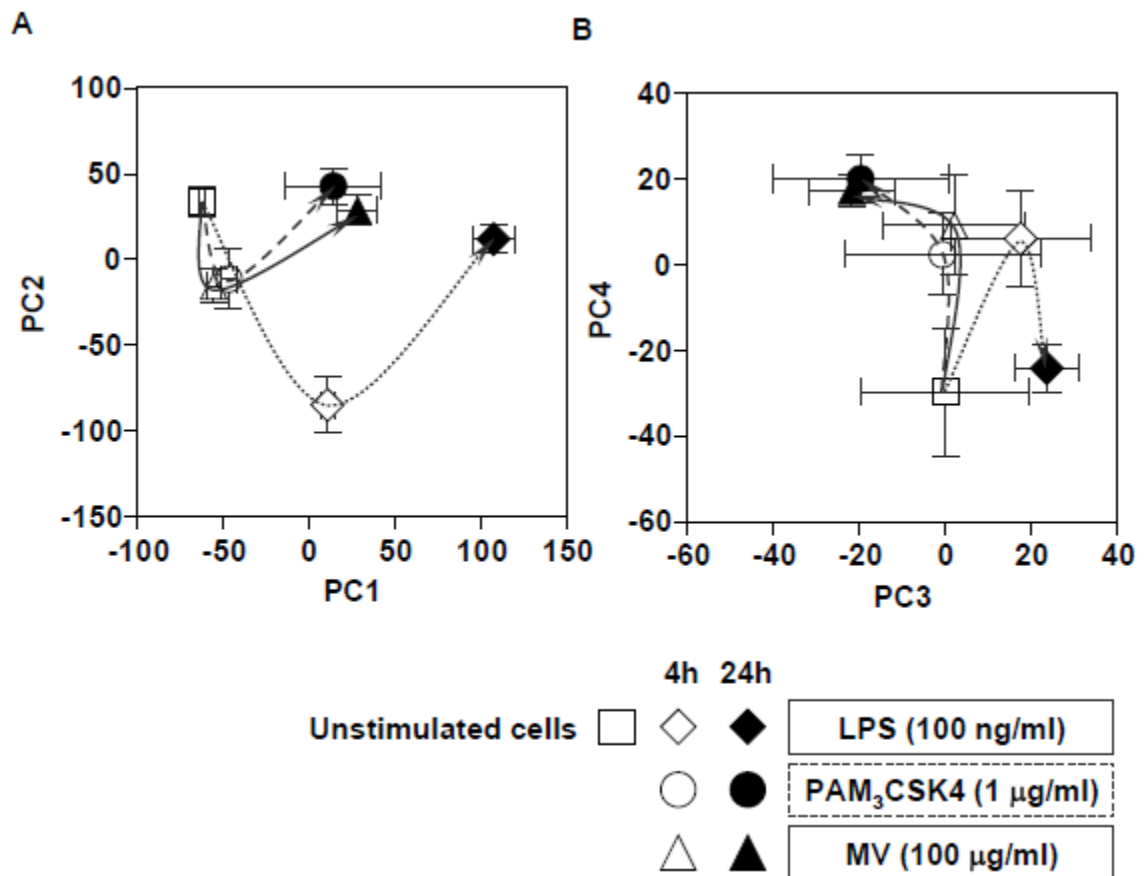 A
B
100
50
0
-50
-100
-150
PC2
-100 -50 0 50 100 150
PC1
40
20
0
-20
-40
-60
PC4
-60 -40 -20 0 20 40
PC3
4h 24h
Unstimulated cells LPS (100 ng/ml)
PAM₃CSK4 (1 μg/ml)
MV (100 μg/ml)